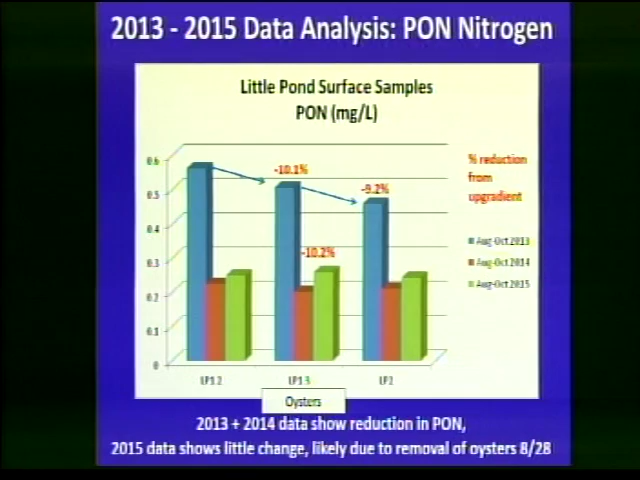 2013 - 2015 Data Analysis: PON Nitrogen
Little Pond Surface Samples
PON (mg/L)
% reduction
from
upgradient
0.6
0.5
0.4
0.3
0.2
0.1
0
-10.1%
-9.2%
-10.2%
Aug-Oct 2013
Aug-Oct 2014
Aug-Oct 2015
LP1 2
LP1 3
LP2
Oysters
2013 + 2014 data show reduction in PON,
2015 data shows little change, likely due to removal of oysters 8/28